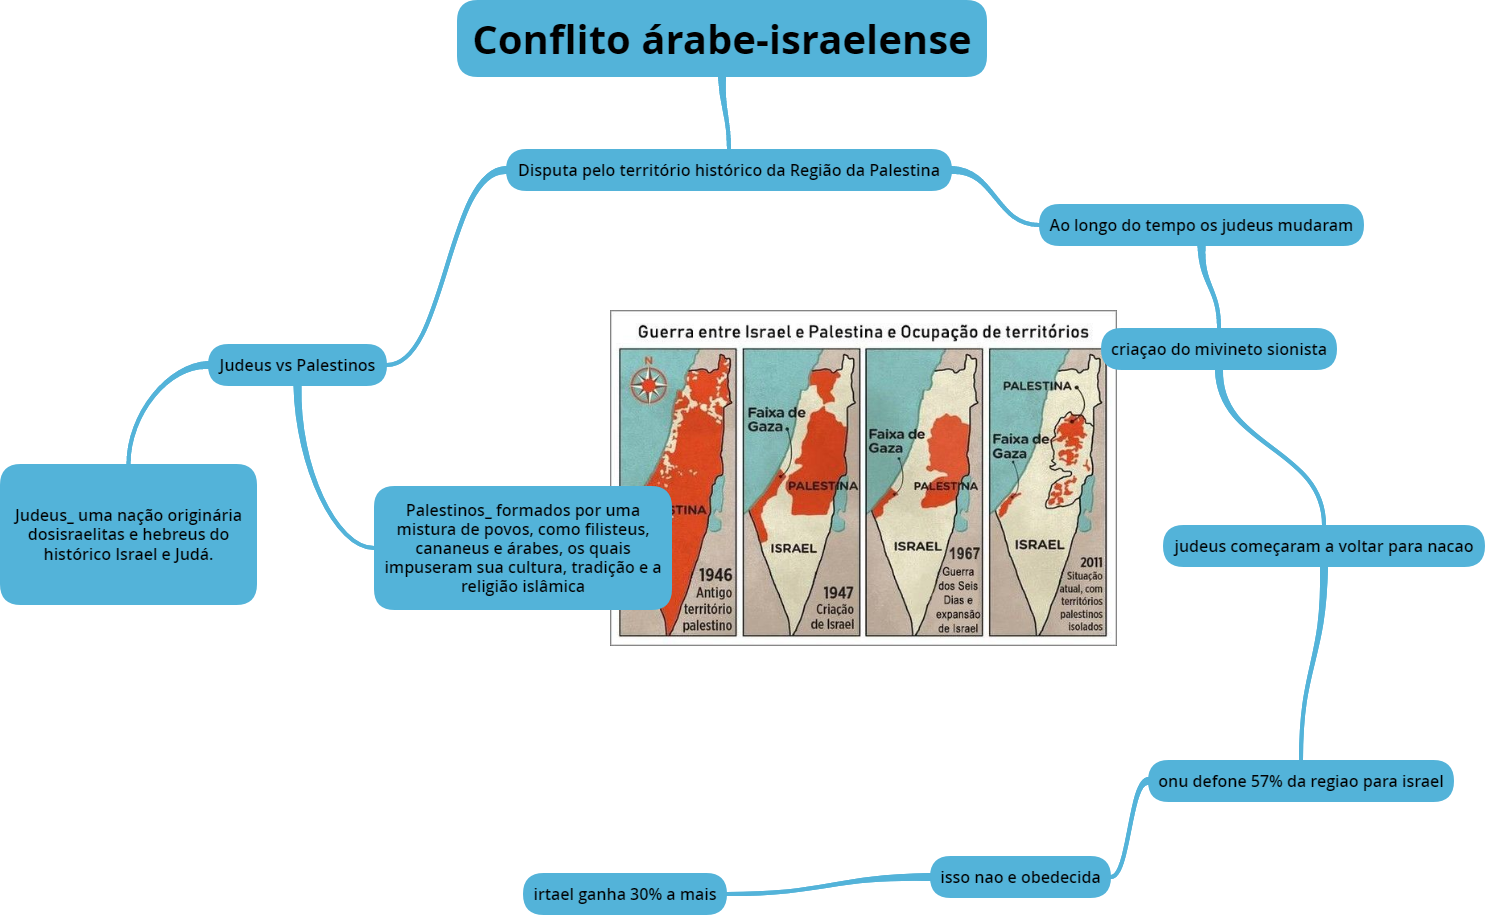 Conflito árabe-israelense
Disputa pelo território histórico da Região da Palestina
Ao longo do tempo os judeus mudaram
criaçao do mivineto sionista
judeus começaram a voltar para nacao
onu defone 57% da regiao para israel
isso nao e obedecida
irtael ganha 30% a mais
Judeus vs Palestinos
Judeus_ uma nação originária
dosisraelitas e hebreus do
histórico Israel e Judá.
Palestinos_ formados por uma
mistura de povos, como filisteus,
cananeus e árabes, os quais
impuseram sua cultura, tradição e a
religião islâmica
Guerra entre Israel e Palestina e Ocupação de territórios
N
STINA
1946
Antigo
território
palestino
Faixa de
Gaza
PALESTINA
ISRAEL
1947
Criação
de Israel
Faixa de
Gaza
PALESTINA
ISRAEL
1967
Guerra
dos Seis
Dias e
expansão
de Israel
PALESTINA
Faixa de
Gaza
ISRAEL
2011
Situação
atual, com
territórios
palestinos
isolados